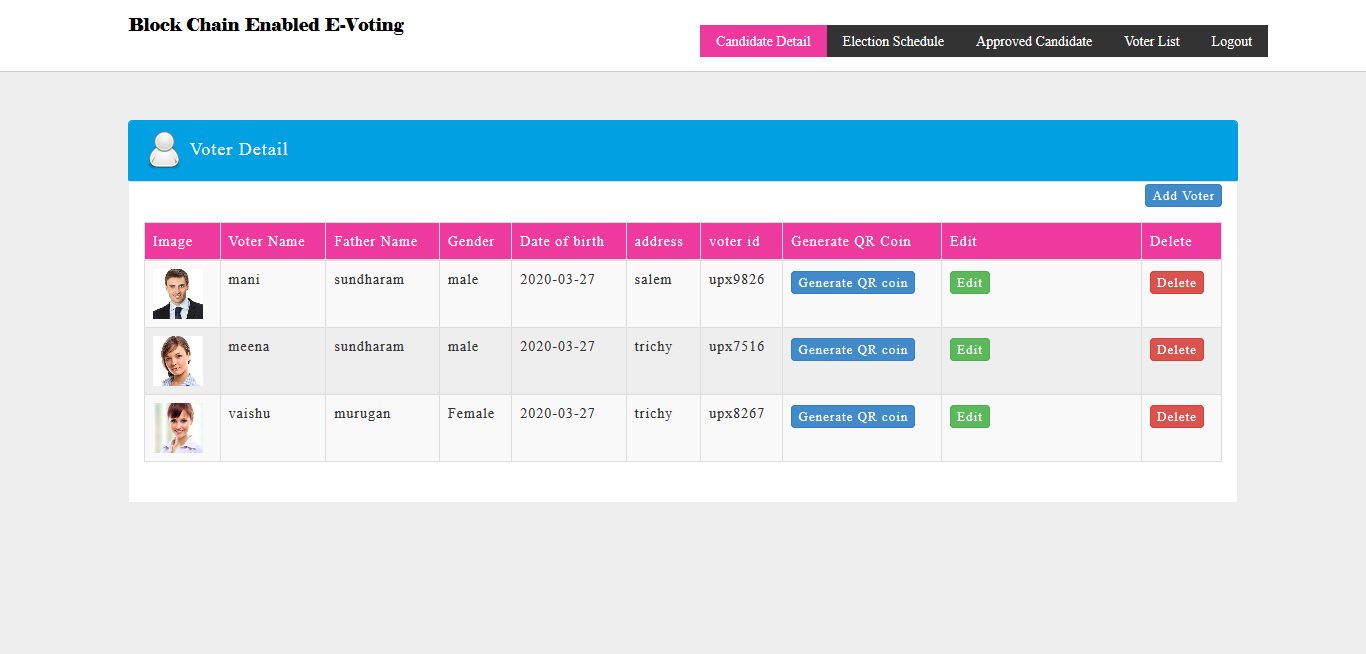 Block Chain Enabled E-Voting
Candidate Detail Election Schedule Approved Candidate Voter List Logout
Voter Detail
Add Voter
Image Voter Name Father Name Gender Date of birth address voter id Generate QR Coin Edit Delete
mani sundharam male 2020-03-27 salem upx9826 Generate QR coin Edit Delete
meena sundharam male 2020-03-27 trichy upx7516 Generate QR coin Edit Delete
vaishu murugan Female 2020-03-27 trichy upx8267 Generate QR coin Edit Delete